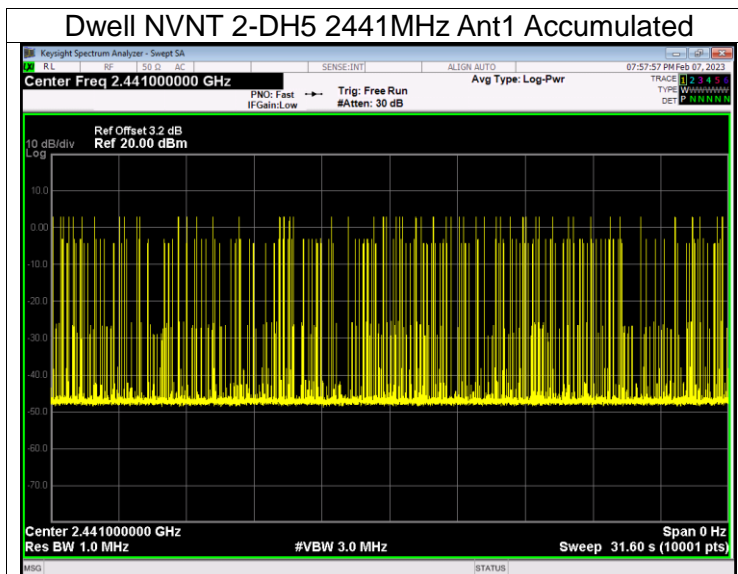 Dwell NVNT 2-DH5 2441MHz Ant1 Accumulated
Keysight Spectrum Analyzer - Swept SA
LXI RL RF 50 Ω AC SENSE:INT ALIGN AUTO 07:57:57 PM Feb 07, 2023
Center Freq 2.441000000 GHz Avg Type: Log-Pwr TRACE 1 2 3 4 5 6
PNO: Fast Trig: Free Run TYPE WWWWWW
IFGain:Low #Atten: 30 dB DET P NNNNN
Ref Offset 3.2 dB
10 dB/div Ref 20.00 dBm
Log
10.0
0.00
-10.0
-20.0
-30.0
-40.0
-50.0
-60.0
-70.0
Center 2.441000000 GHz Span 0 Hz
Res BW 1.0 MHz #VBW 3.0 MHz Sweep 31.60 s (10001 pts)
MSG STATUS